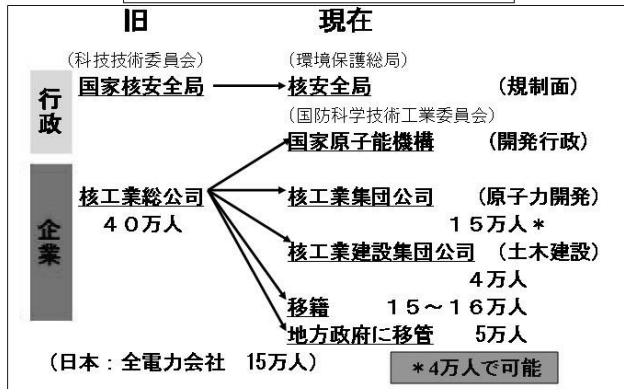 旧 現在
（科技技術委員会） （環境保護総局）
行政
国家核安全局 核安全局 （規制面）
（国防科学技術工業委員会）
国家原子能機構 （開発行政）
企業
核工業総公司 核工業集団公司 （原子力開発）
４０万人 １５万人＊
核工業建設集団公司 （土木建設）
４万人
移籍 １５～１６万人
地方政府に移管 5万人
（日本：全電力会社 15万人） ＊4万人で可能